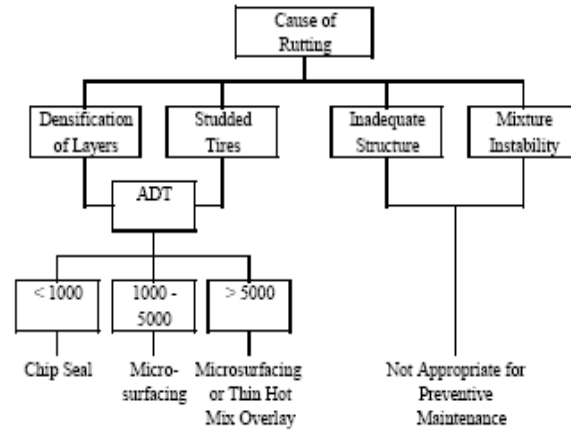 Cause of
Rutting
Densification
of Layers
Studded
Tires
Inadequate
Structure
Mixture
Instability
ADT
< 1000
1000 -
5000
> 5000
Chip Seal
Micro-
surfacing
Microsurfacing
or Thin Hot
Mix Overlay
Not Appropriate for
Preventive
Maintenance